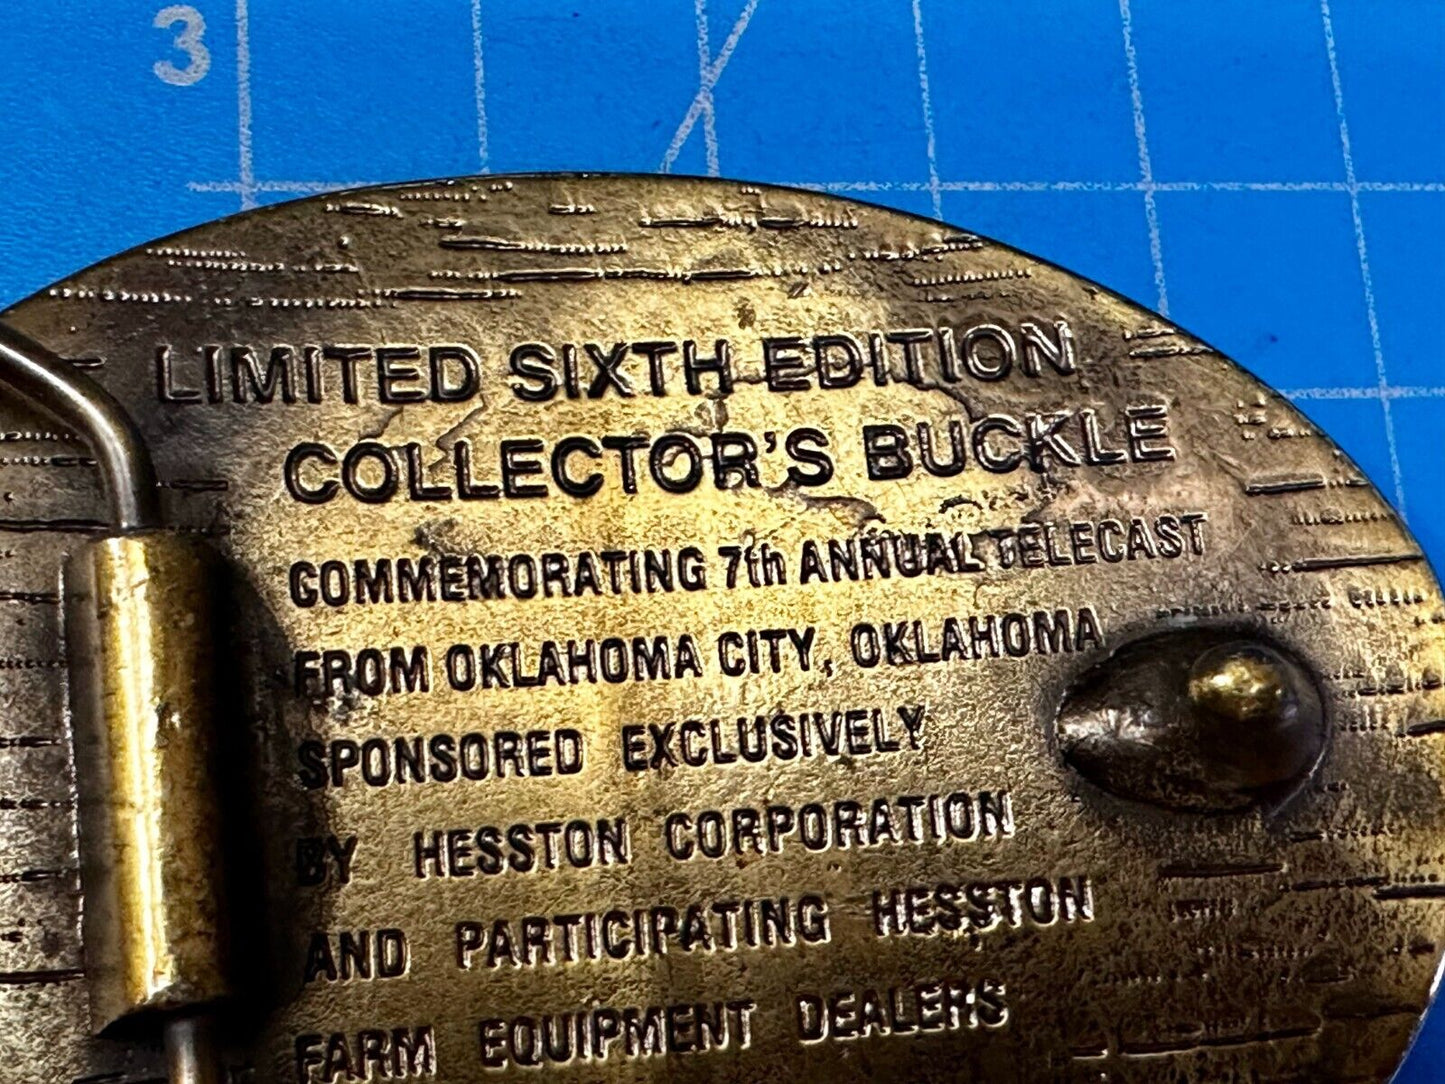 3
LIMITED SIXTH EDITION
COLLECTOR'S BUCKLE
COMMEMORATING 7th ANNUAL TELECAST
FROM OKLAHOMA CITY, OKLAHOMA
SPONSORED EXCLUSIVELY
BY HESSTON CORPORATION
AND PARTICIPATING HESSTON
FARM EQUIPMENT DEALERS